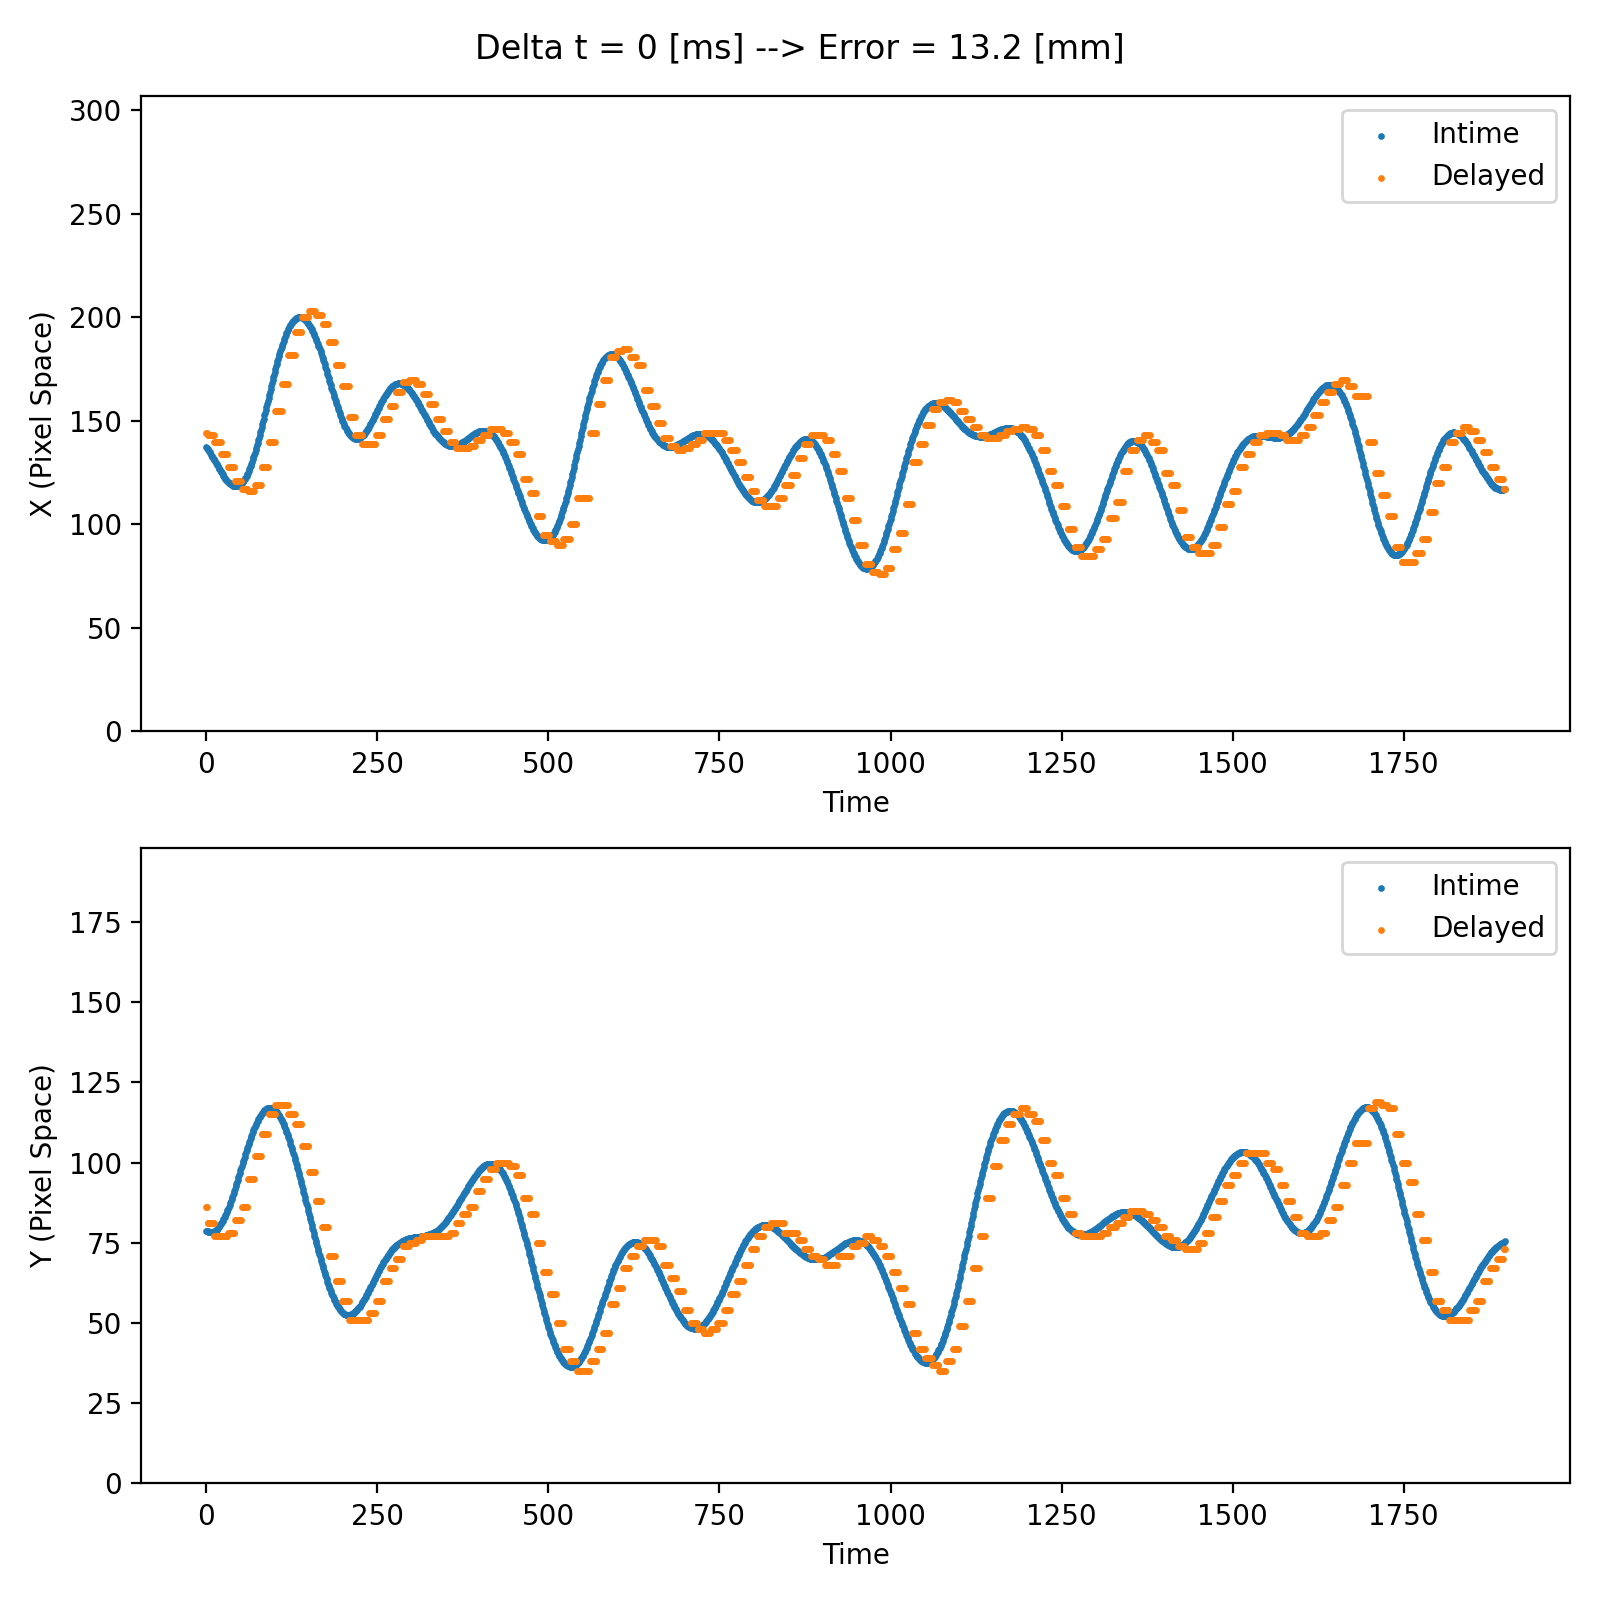 Delta t = 0 [ms] --> Error = 13.2 [mm]
300
250
200
150
100
50
0
X (Pixel Space)
Intime
Delayed
0 250 500 750 1000 1250 1500 1750
Time
175
150
125
100
75
50
25
0
Y (Pixel Space)
Intime
Delayed
0 250 500 750 1000 1250 1500 1750
Time